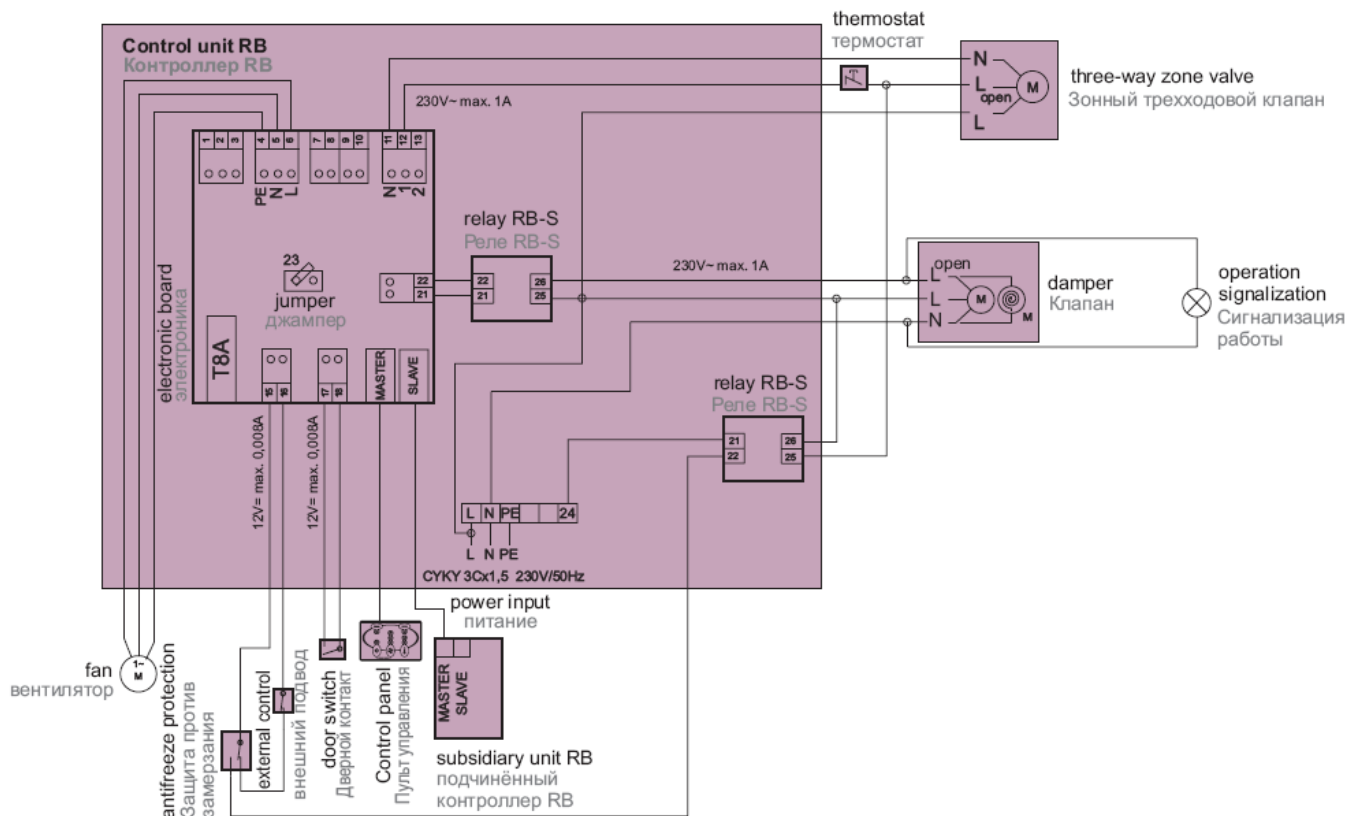 thermostat
термостат
Control unit RB
Контроллер RB
N
L
open
L
M
three-way zone valve
Зонный трехходовой клапан
230V~ max. 1A
1 2 3
4 5 6
7 8 9 10
11 12 13
PE N L
N 1 2
relay RB-S
Реле RB-S
23
jumper
джампер
22
21
22
21
26
25
230V~ max. 1A
open
L
L
N
M
M
damper
Клапан
operation
signalization
Сигнализация
работы
electronic board
электроника
T8A
15 16
17 18
MASTER
SLAVE
relay RB-S
Реле RB-S
21
22
26
25
12V= max. 0,008A
12V= max. 0,008A
L N PE 24
L N PE
CYKY 3Cx1,5 230V/50Hz
power input
питание
fan
вентилятор
1~
M
antifreeze protection
Защита против
замерзания
external control
внешний подвод
door switch
Дверной контакт
Control panel
Пульт управления
MASTER
SLAVE
subsidiary unit RB
подчинённый
контроллер RB